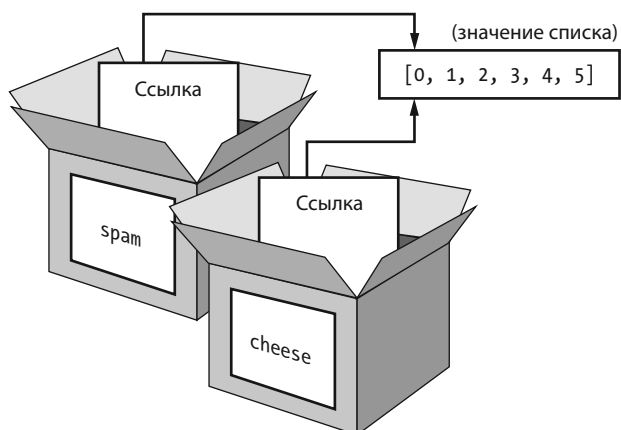 (значение списка)
[0, 1, 2, 3, 4, 5]
Ссылка
Ссылка
spam
cheese